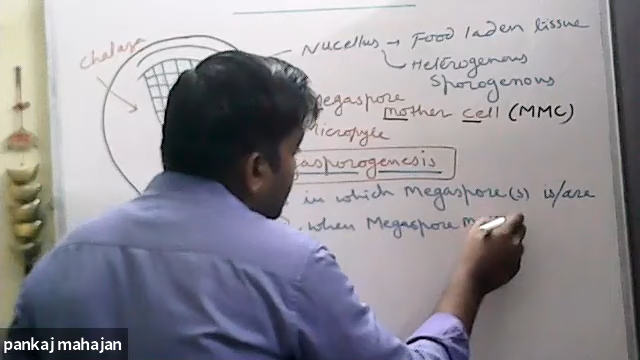 Chalaza
Nucellus → Food laden tissue
Heterogenous
Sporogenous
Megaspore
mother cell (MMC)
Micropyle
gasporogenesis
in which Megaspore(s) is/are
when Megaspore m
pankaj mahajan